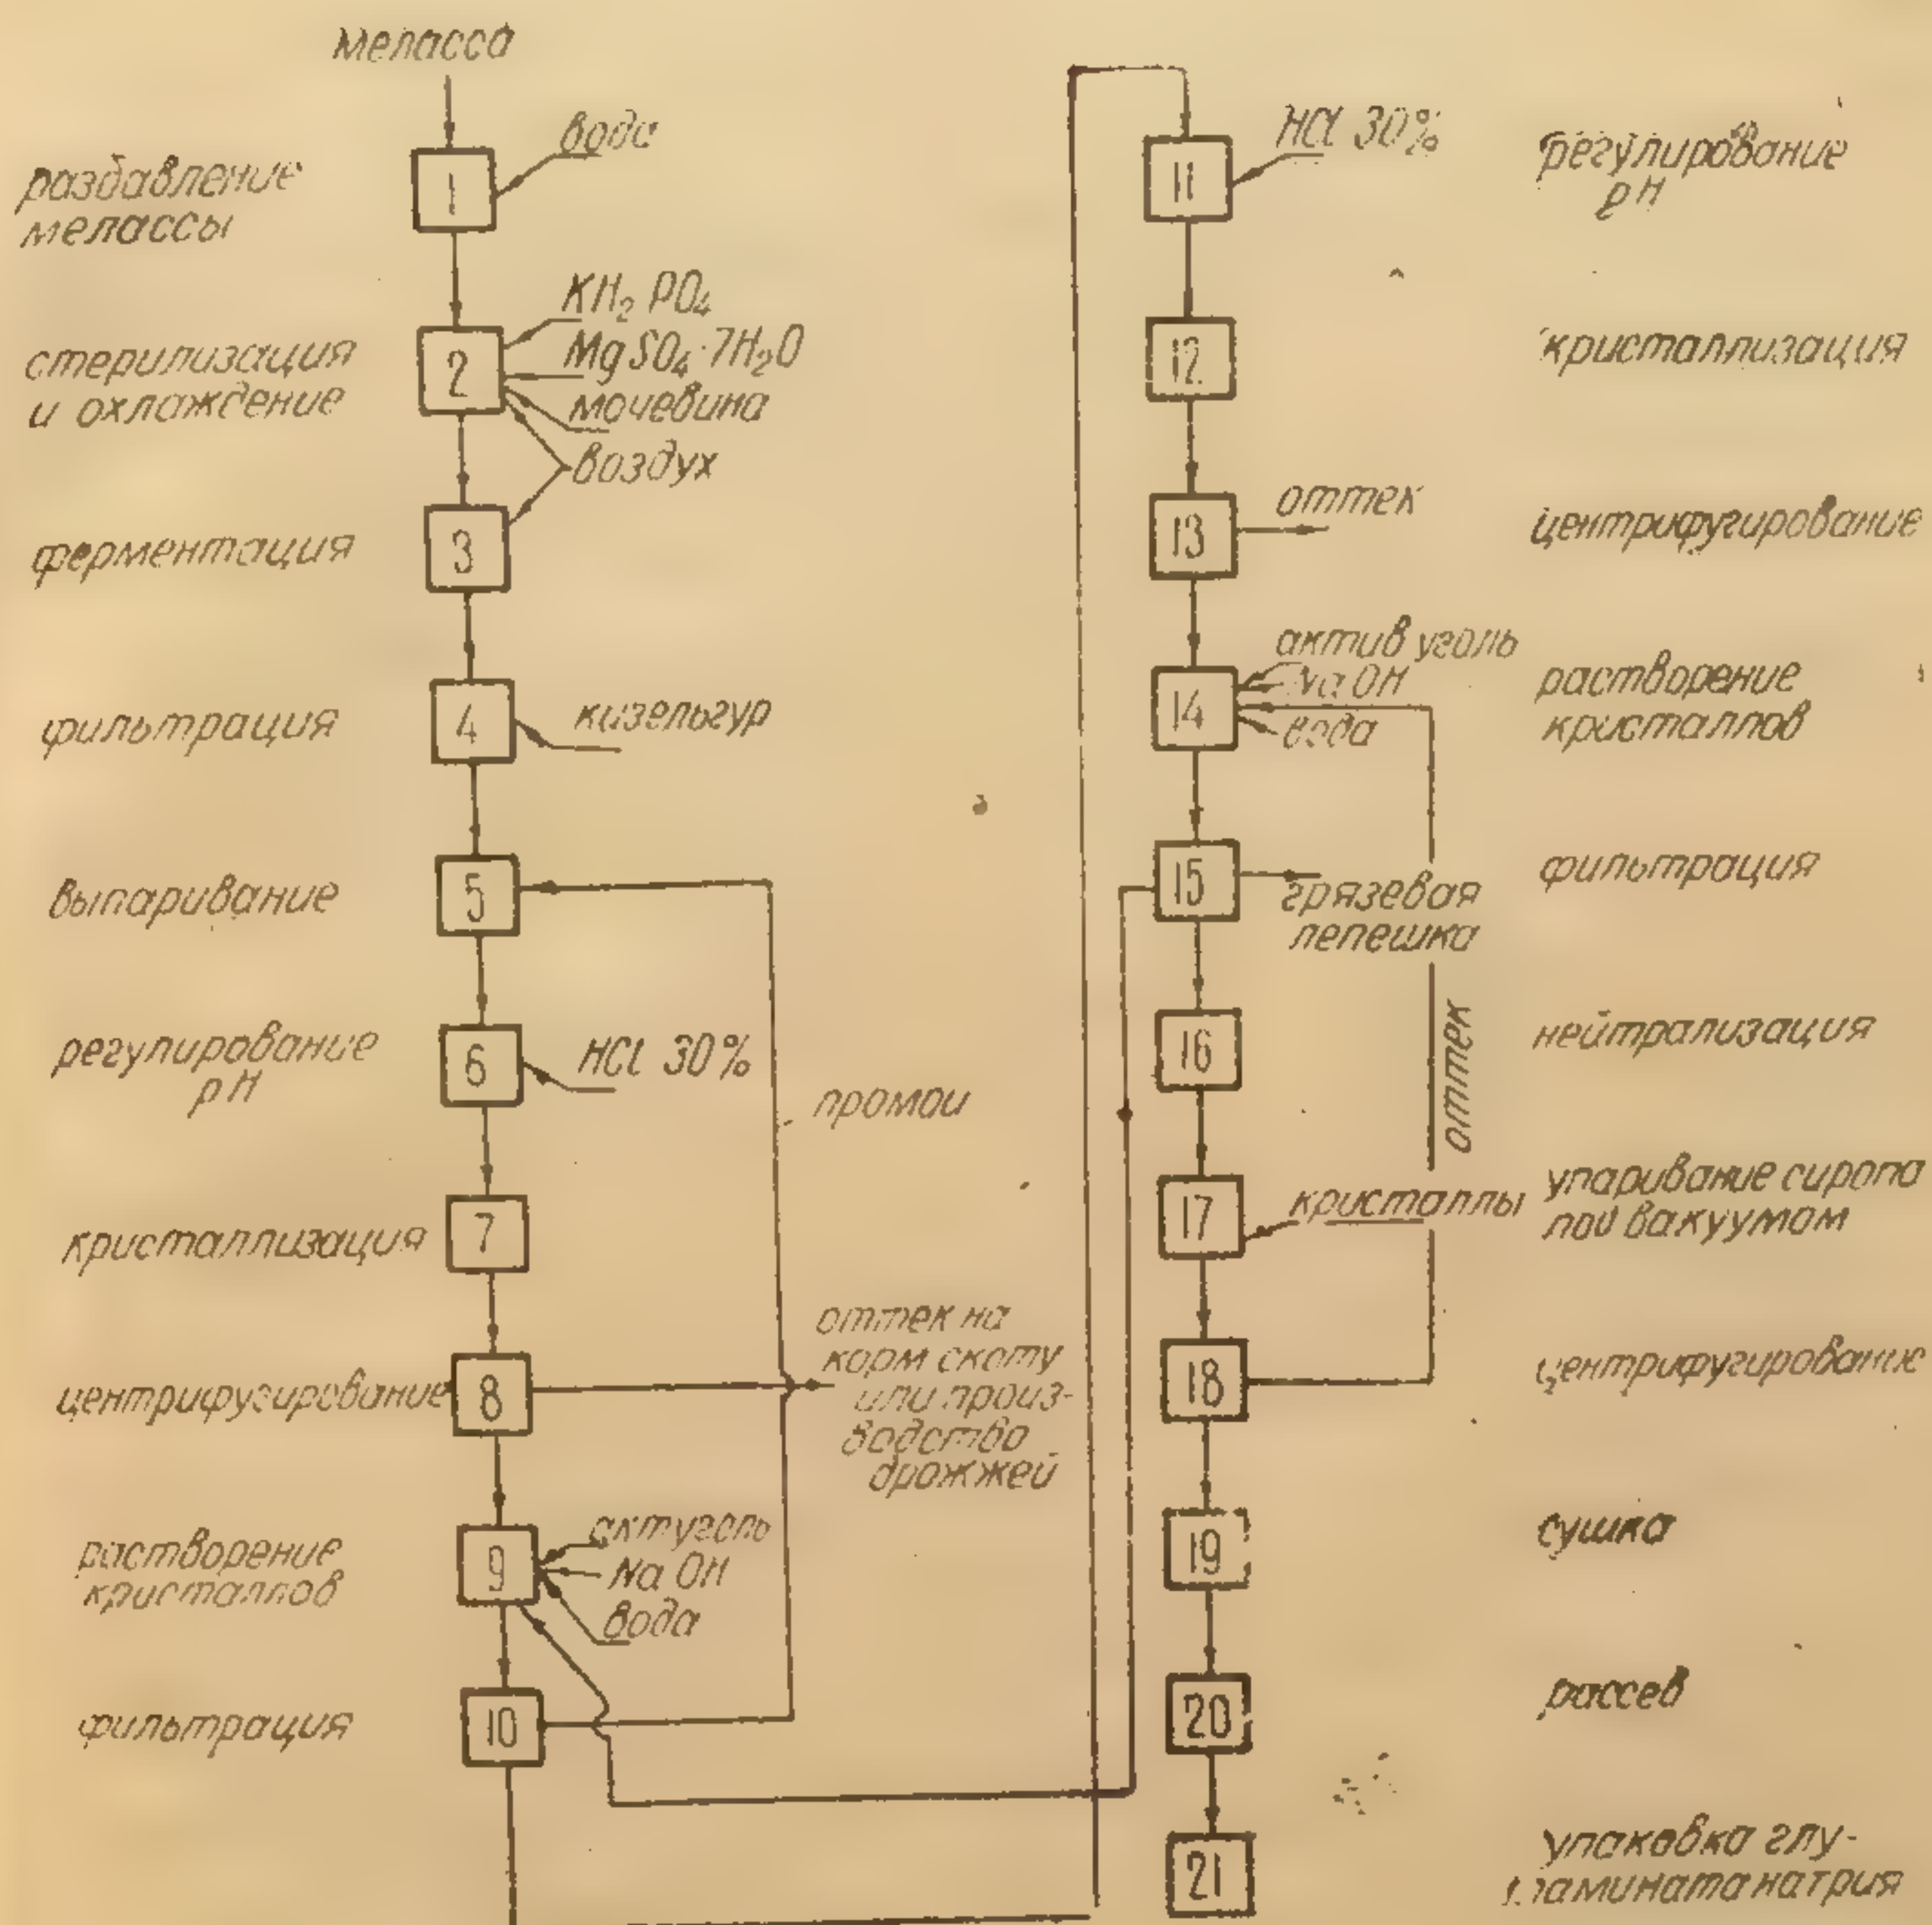 меласса
разбавление
мелассы
1
вода
стерилизация
и охлаждение
2
KH₂PO₄
MgSO₄·7H₂O
мочевина
воздух
ферментация
3
фильтрация
4
кизельгур
выпаривание
5
регулирование
pH
6
HCl 30%
промои
кристаллизация
7
центрифугирование
8
оттек на
корм скоту
или произ-
водство
дрожжей
растворение
кристаллов
9
актуголь
NaOH
вода
фильтрация
10
11
HCl 30%
регулирование
pH
12
кристаллизация
13
оттек
центрифугирование
14
актив уголь
NaOH
вода
растворение
кристаллов
15
грязевая
лепешка
фильтрация
16
нейтрализация
оттек
17
кристаллы
упаривание сиропа
под вакуумом
18
центрифугирование
19
сушка
20
рассев
21
упаковка глу-
тамината натрия